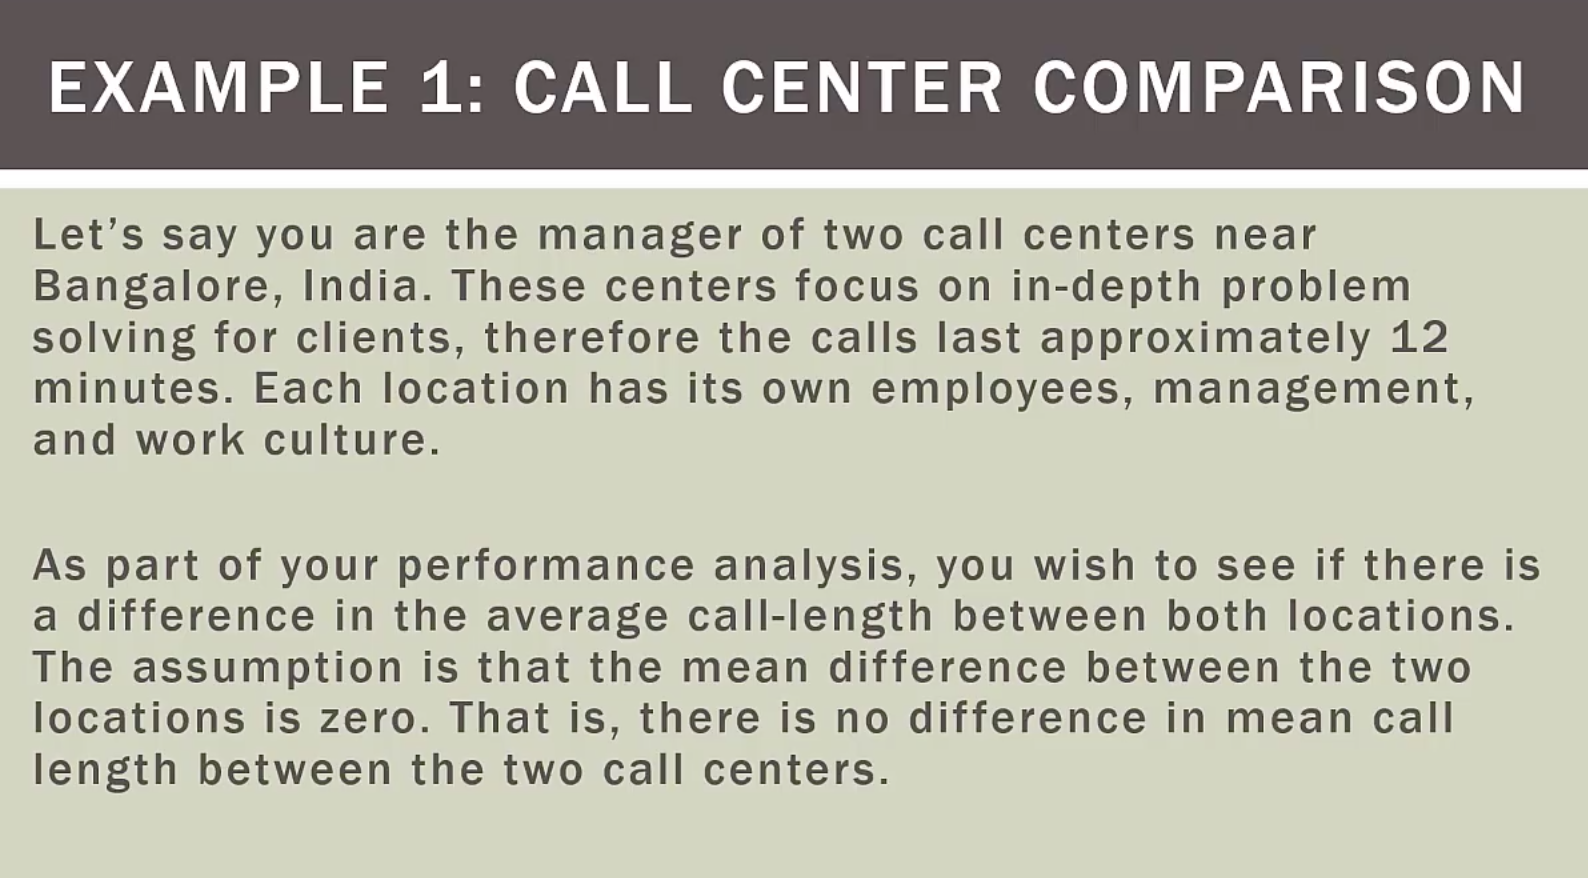 EXAMPLE 1: CALL CENTER COMPARISON
Let’s say you are the manager of two call centers near
Bangalore, India. These centers focus on in-depth problem
solving for clients, therefore the calls last approximately 12
minutes. Each location has its own employees, management,
and work culture.
As part of your performance analysis, you wish to see if there is
a difference in the average call-length between both locations.
The assumption is that the mean difference between the two
locations is zero. That is, there is no difference in mean call
length between the two call centers.